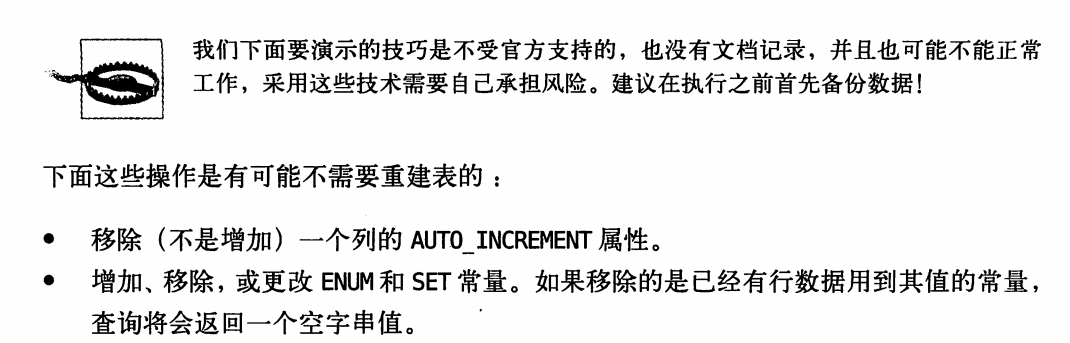 我们下面要演示的技巧是不受官方支持的，也没有文档记录，并且也可能不能正常
工作，采用这些技术需要自己承担风险。建议在执行之前首先备份数据！
下面这些操作是有可能不需要重建表的：
• 移除（不是增加）一个列的 AUTO_INCREMENT 属性。
• 增加、移除，或更改 ENUM 和 SET 常量。如果移除的是已经有行数据用到其值的常量，
查询将会返回一个空字串值。